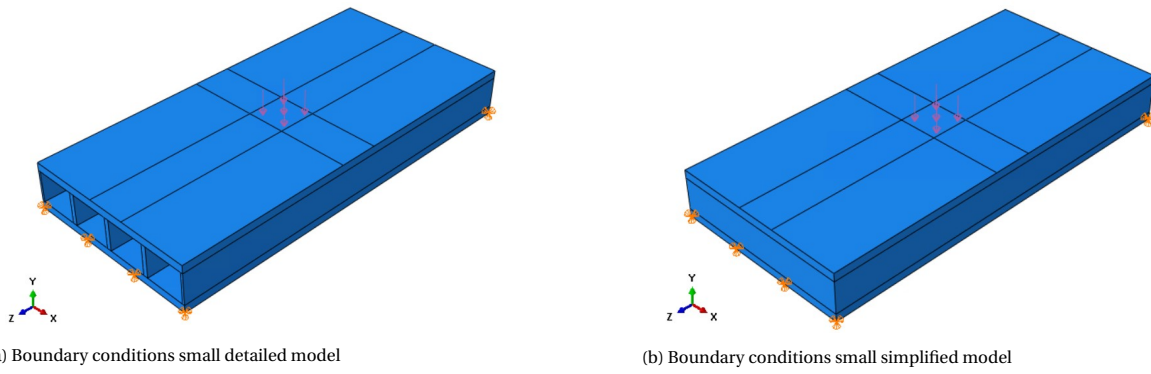 Y
Z
X
Y
Z
X
) Boundary conditions small detailed model
(b) Boundary conditions small simplified model